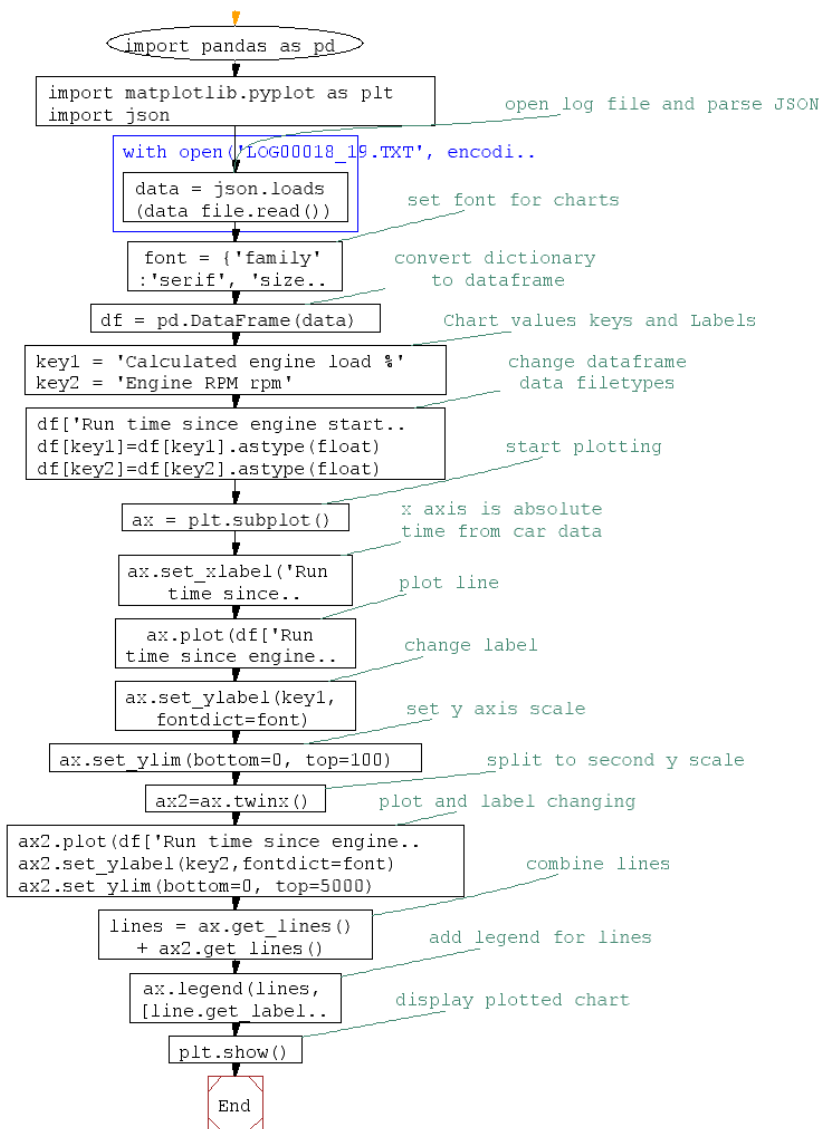 import pandas as pd
import matplotlib.pyplot as plt
import json
open log file and parse JSON
with open('LOG00018_19.TXT', encodi..
data = json.loads
(data file.read())
set font for charts
font = {'family'
:'serif', 'size..
convert dictionary
to dataframe
df = pd.DataFrame(data)
Chart values keys and Labels
key1 = 'Calculated engine load %'
key2 = 'Engine RPM rpm'
change dataframe
data filetypes
df['Run time since engine start..
df[key1]=df[key1].astype(float)
df[key2]=df[key2].astype(float)
start plotting
ax = plt.subplot()
x axis is absolute
time from car data
ax.set_xlabel('Run
time since..
plot line
ax.plot(df['Run
time since engine..
change label
ax.set_ylabel(key1,
fontdict=font)
set y axis scale
ax.set_ylim(bottom=0, top=100)
split to second y scale
ax2=ax.twinx()
plot and label changing
ax2.plot(df['Run time since engine..
ax2.set_ylabel(key2,fontdict=font)
ax2.set ylim(bottom=0, top=5000)
combine lines
lines = ax.get_lines()
+ ax2.get lines()
add legend for lines
ax.legend(lines,
[line.get_label..
display plotted chart
plt.show()
End